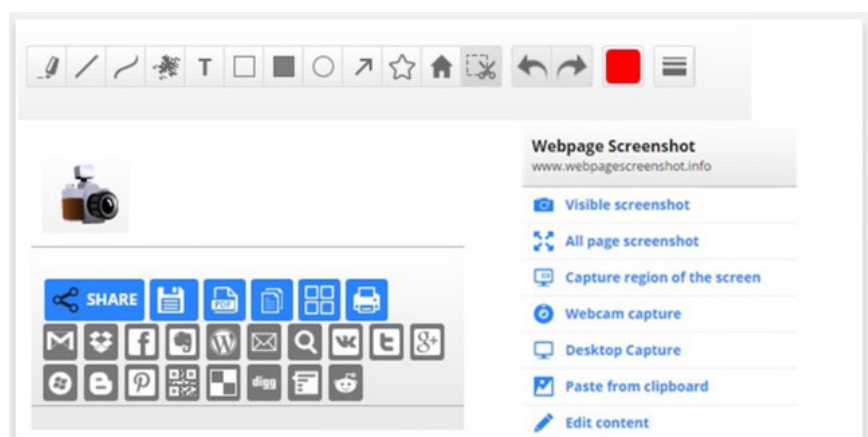 T
Webpage Screenshot
www.webpagescreenshot.info
Visible screenshot
All page screenshot
Capture region of the screen
Webcam capture
Desktop Capture
Paste from clipboard
Edit content
SHARE
PDF
digg